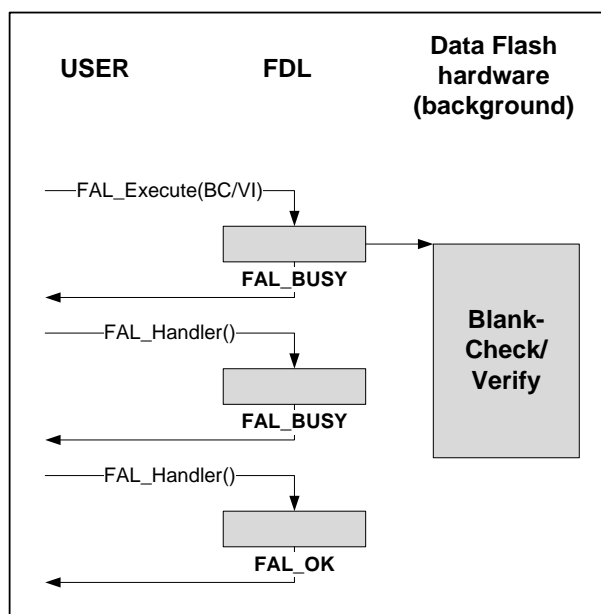 USER
FDL
Data Flash
hardware
(background)
FAL_Execute(BC/VI)
FAL_BUSY
Blank-
Check/
Verify
FAL_Handler()
FAL_BUSY
FAL_Handler()
FAL_OK